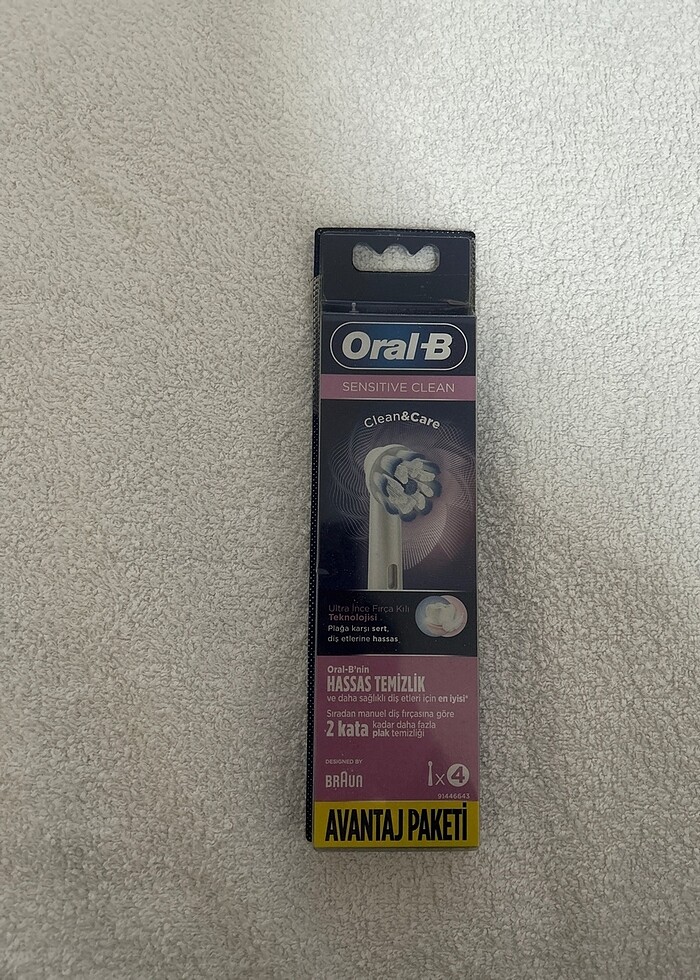 Oral-B
SENSITIVE CLEAN
Clean&Care
Ultra İnce Fırça Kılı
Teknolojisi
Plağa karşı sert,
diş etlerine hassas
Oral-B'nin
HASSAS TEMİZLİK
ve daha sağlıklı diş etleri için en iyisi*
Sıradan manuel diş fırçasına göre
2 kata kadar daha fazla
plak temizliği
DESIGNED BY
BRAUN
x4
91446643
AVANTAJ PAKETİ